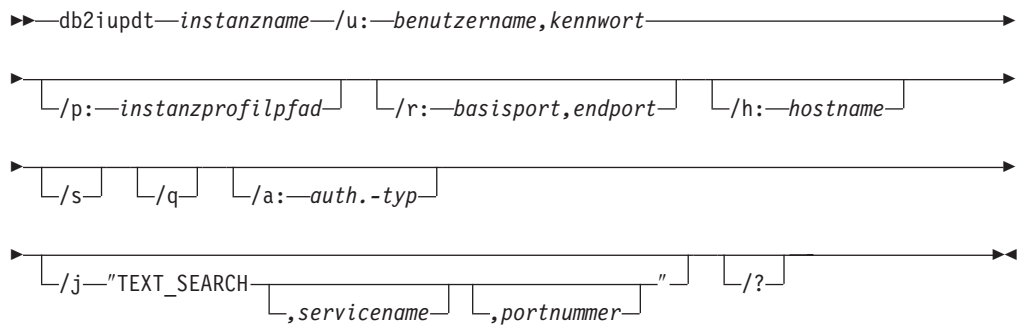 db2iupdt instanzname /u: benutzername,kennwort
/p: instanzprofilpfad /r: basisport,endport /h: hostname
/s /q /a: auth.-typ
/j "TEXT_SEARCH " /?
,servicename ,portnummer